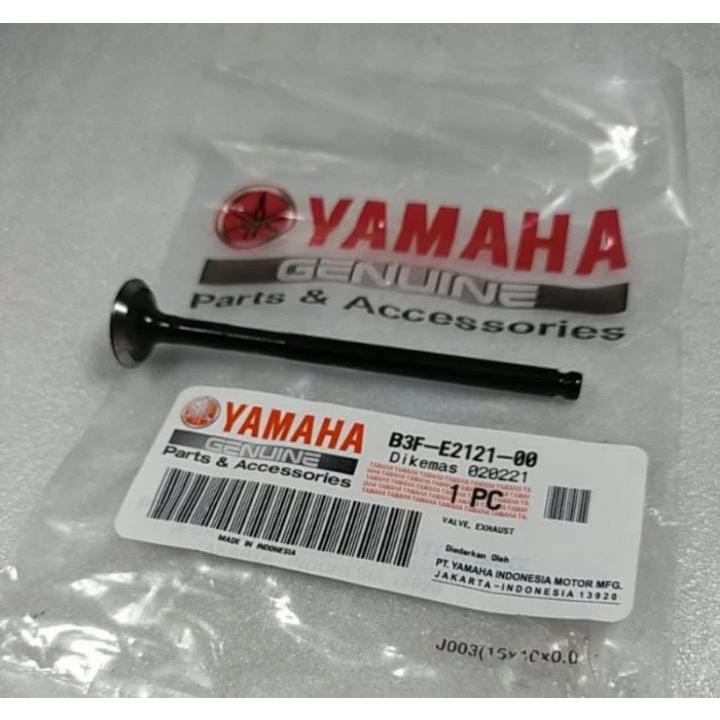 YAMAHA
GENUINE
Parts & Accessories
YAMAHA
GENUINE
Parts & Accessories
MADE IN INDONESIA
B3F-E2121-00
Dikemas 020221
1 PC
VALVE, EXHAUST
Diedarkan Oleh
PT. YAMAHA INDONESIA MOTOR MFG.
JAKARTA-INDONESIA 13920